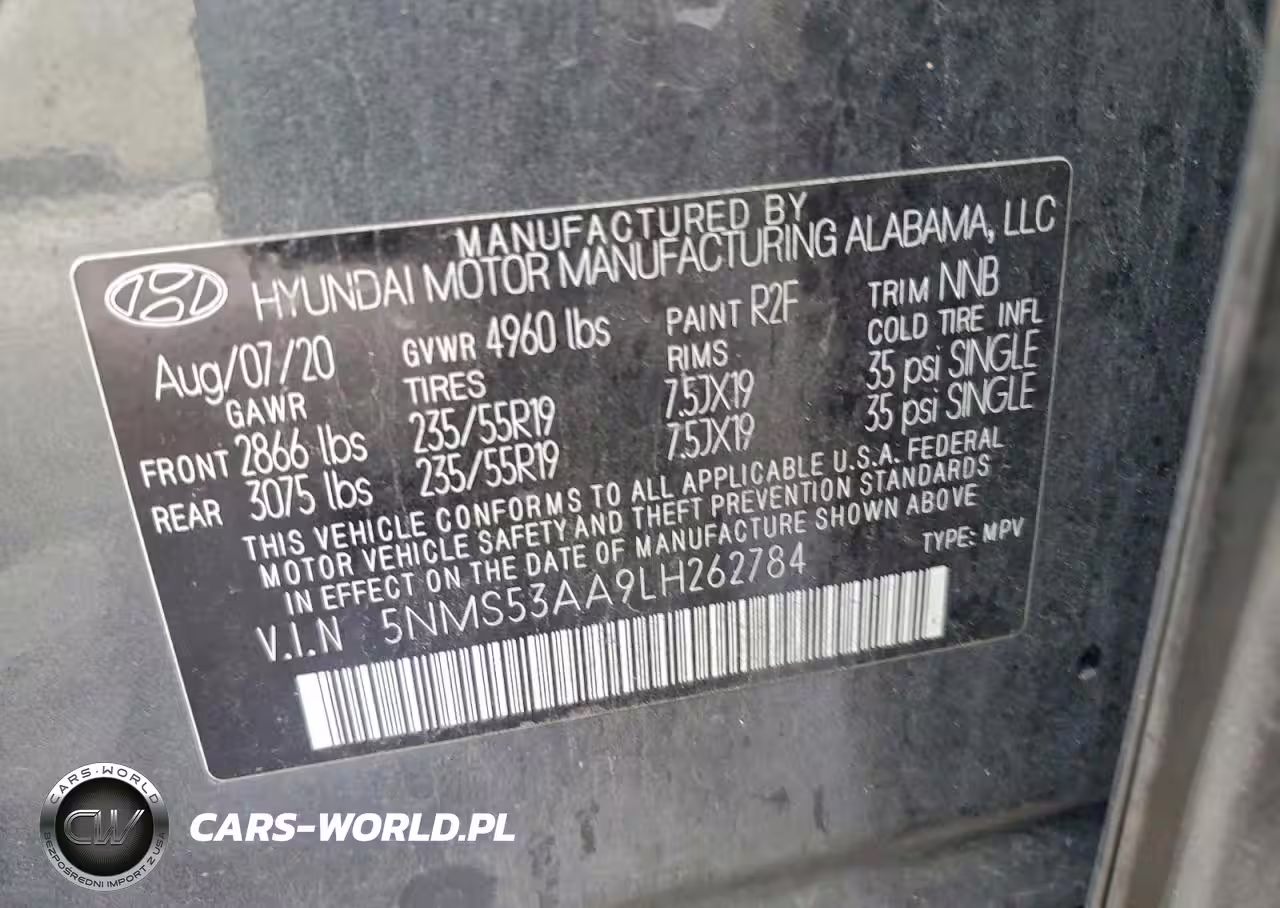 MANUFACTURED BY
HYUNDAI MOTOR MANUFACTURING ALABAMA, LLC
Aug/07/20 GVWR 4960 lbs PAINT R2F TRIM NNB
GAWR TIRES RIMS COLD TIRE INFL
FRONT 2866 lbs 235/55R19 7.5JX19 35 psi SINGLE
REAR 3075 lbs 235/55R19 7.5JX19 35 psi SINGLE
THIS VEHICLE CONFORMS TO ALL APPLICABLE U.S.A. FEDERAL
MOTOR VEHICLE SAFETY AND THEFT PREVENTION STANDARDS
IN EFFECT ON THE DATE OF MANUFACTURE SHOWN ABOVE
V.I.N 5NMS53AA9LH262784 TYPE: MPV
CARS-WORLD
CW
BEZPOŚREDNI IMPORT Z USA
CARS-WORLD.PL